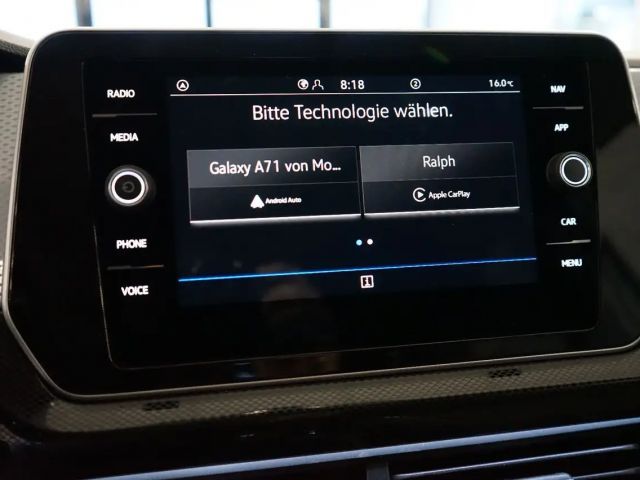 RADIO
MEDIA
PHONE
VOICE
8:18
2
16.0°C
Bitte Technologie wählen.
Galaxy A71 von Mo...
Android Auto
Ralph
Apple CarPlay
i
NAV
APP
CAR
MENU